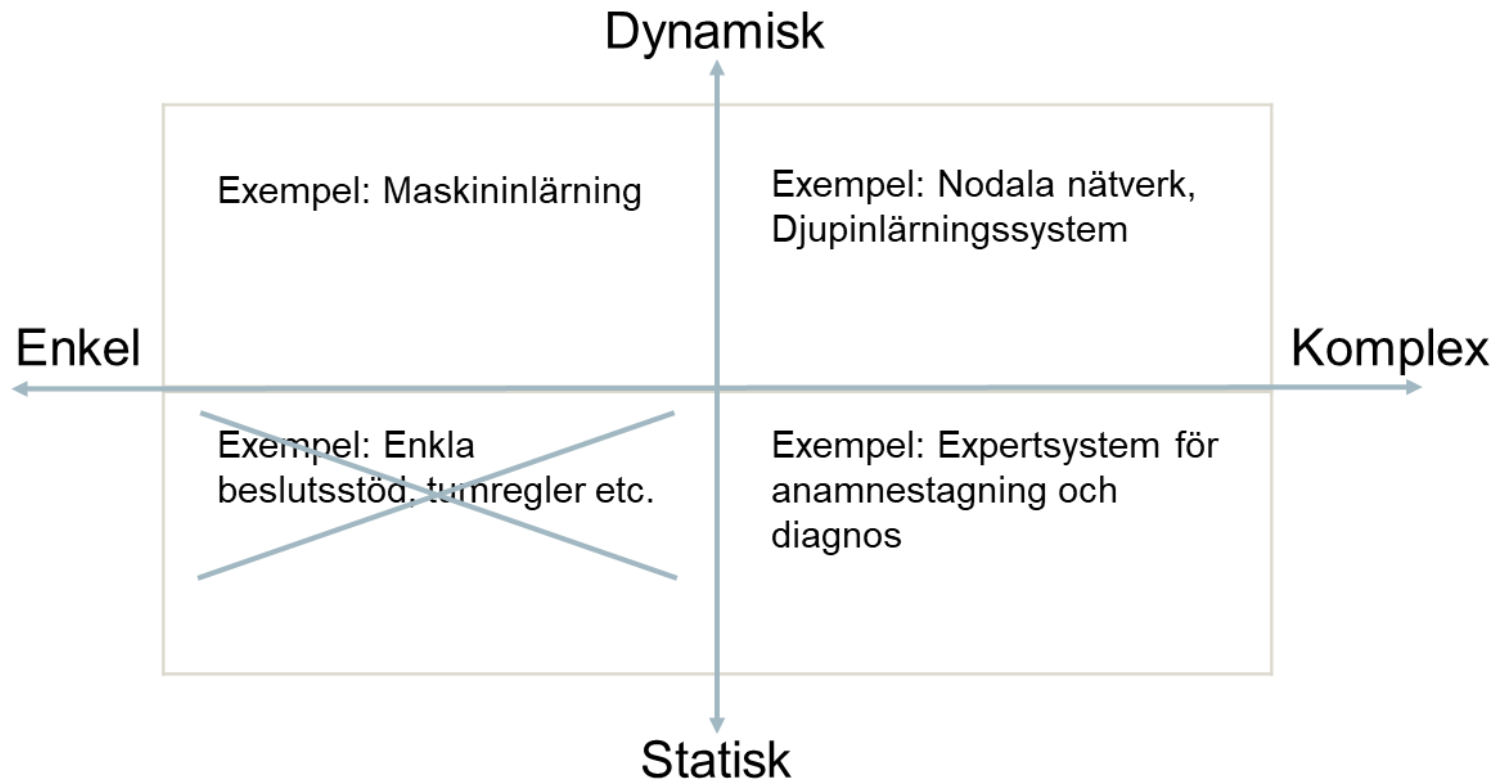 Dynamisk
Exempel: Maskininlärning
Exempel: Nodala nätverk,
Djupinlärningssystem
Enkel
Komplex
Exempel: Enkla
beslutsstöd, tumregler etc.
Exempel: Expertsystem för
anamnestagning och
diagnos
Statisk